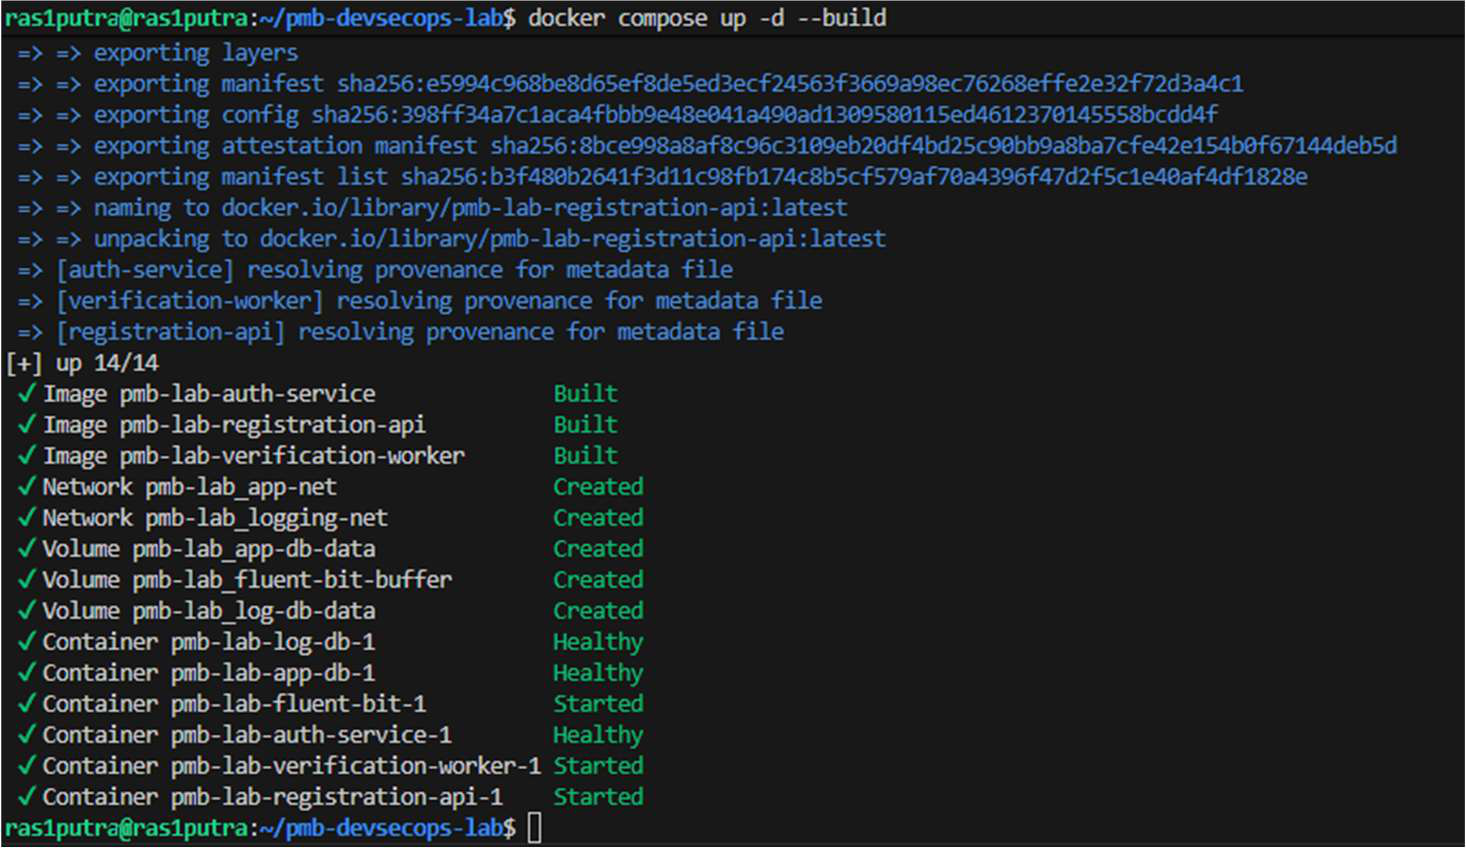 ras1putra@ras1putra:~/pmb-devsecops-lab$ docker compose up -d --build
=> => exporting layers
=> => exporting manifest sha256:e5994c968be8d65ef8de5ed3ecf24563f3669a98ec76268effe2e32f72d3a4c1
=> => exporting config sha256:398ff34a7c1aca4fbbb9e48e041a490ad1309580115ed4612370145558bcdd4f
=> => exporting attestation manifest sha256:8bce998a8af8c96c3109eb20df4bd25c90bb9a8ba7cfe42e154b0f67144deb5d
=> => exporting manifest list sha256:b3f480b2641f3d11c98fb174c8b5cf579af70a4396f47d2f5c1e40af4df1828e
=> => naming to docker.io/library/pmb-lab-registration-api:latest
=> => unpacking to docker.io/library/pmb-lab-registration-api:latest
=> [auth-service] resolving provenance for metadata file
=> [verification-worker] resolving provenance for metadata file
=> [registration-api] resolving provenance for metadata file
[+] up 14/14
✓ Image pmb-lab-auth-service Built
✓ Image pmb-lab-registration-api Built
✓ Image pmb-lab-verification-worker Built
✓ Network pmb-lab_app-net Created
✓ Network pmb-lab_logging-net Created
✓ Volume pmb-lab_app-db-data Created
✓ Volume pmb-lab_fluent-bit-buffer Created
✓ Volume pmb-lab_log-db-data Created
✓ Container pmb-lab-log-db-1 Healthy
✓ Container pmb-lab-app-db-1 Healthy
✓ Container pmb-lab-fluent-bit-1 Started
✓ Container pmb-lab-auth-service-1 Healthy
✓ Container pmb-lab-verification-worker-1 Started
✓ Container pmb-lab-registration-api-1 Started
ras1putra@ras1putra:~/pmb-devsecops-lab$